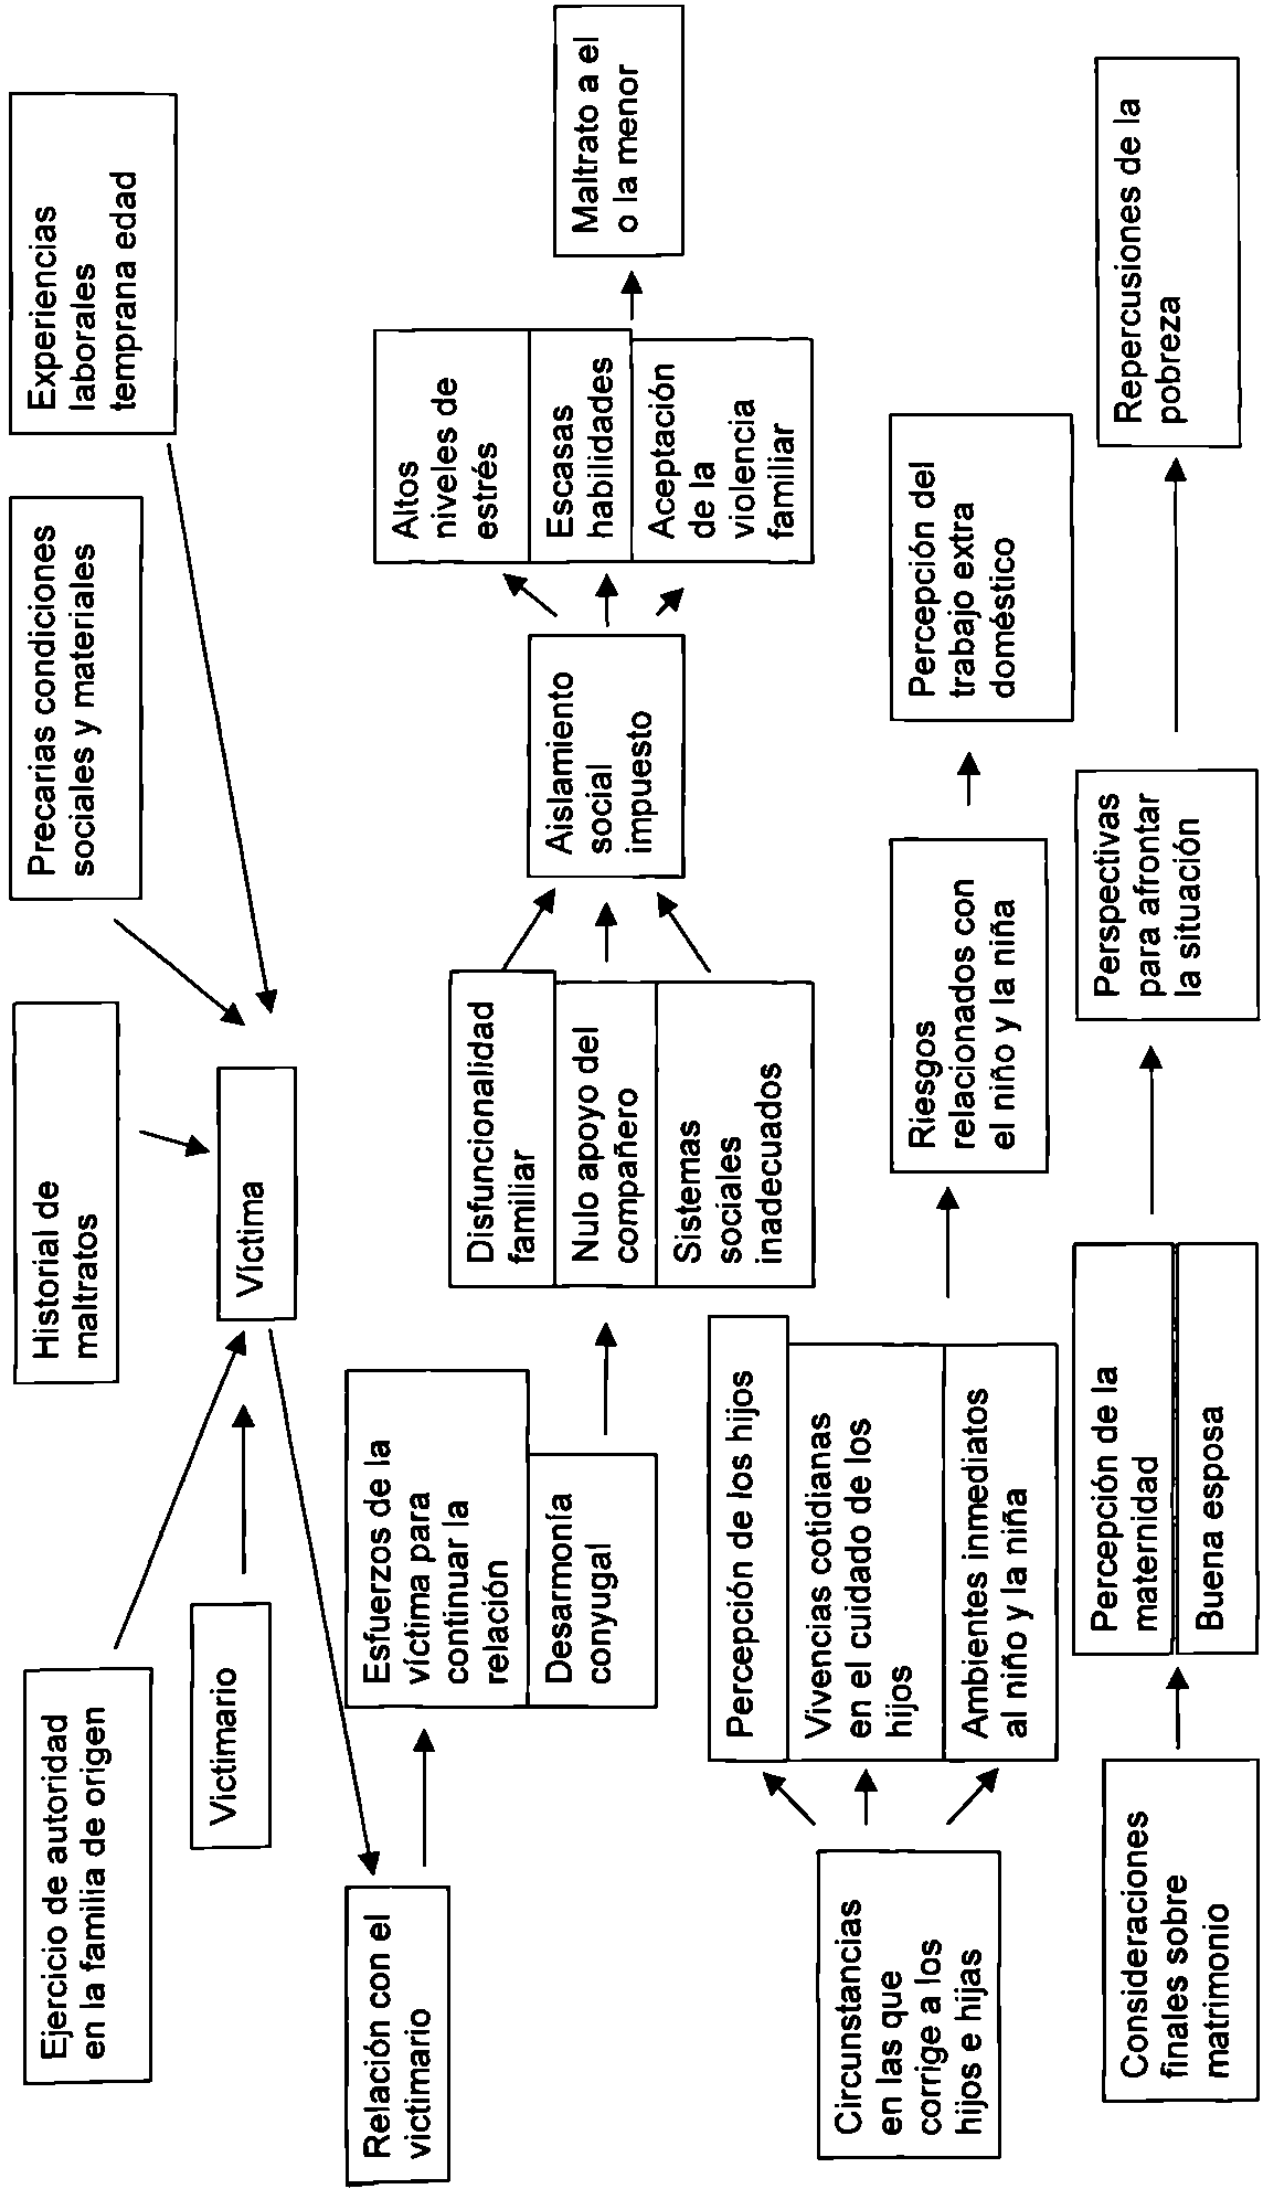 Ejercicio de autoridad
en la familia de origen
Historial de
maltratos
Precarias condiciones
sociales y materiales
Experiencias
laborales
temprana edad
Victimario
Víctima
Relación con el
victimario
Esfuerzos de la
víctima para
continuar la
relación
Desarmonía
conyugal
Disfuncionalidad
familiar
Nulo apoyo del
compañero
Sistemas
sociales
inadecuados
Aislamiento
social
impuesto
Altos
niveles de
estrés
Escasas
habilidades
Aceptación
de la
violencia
familiar
Maltrato a el
o la menor
Circunstancias
en las que
corrige a los
hijos e hijas
Percepción de los hijos
Vivencias cotidianas
en el cuidado de los
hijos
Ambientes inmediatos
al niño y la niña
Riesgos
relacionados con
el niño y la niña
Percepción del
trabajo extra
doméstico
Consideraciones
finales sobre
matrimonio
Percepción de la
maternidad
Buena esposa
Perspectivas
para afrontar
la situación
Repercusiones de la
pobreza